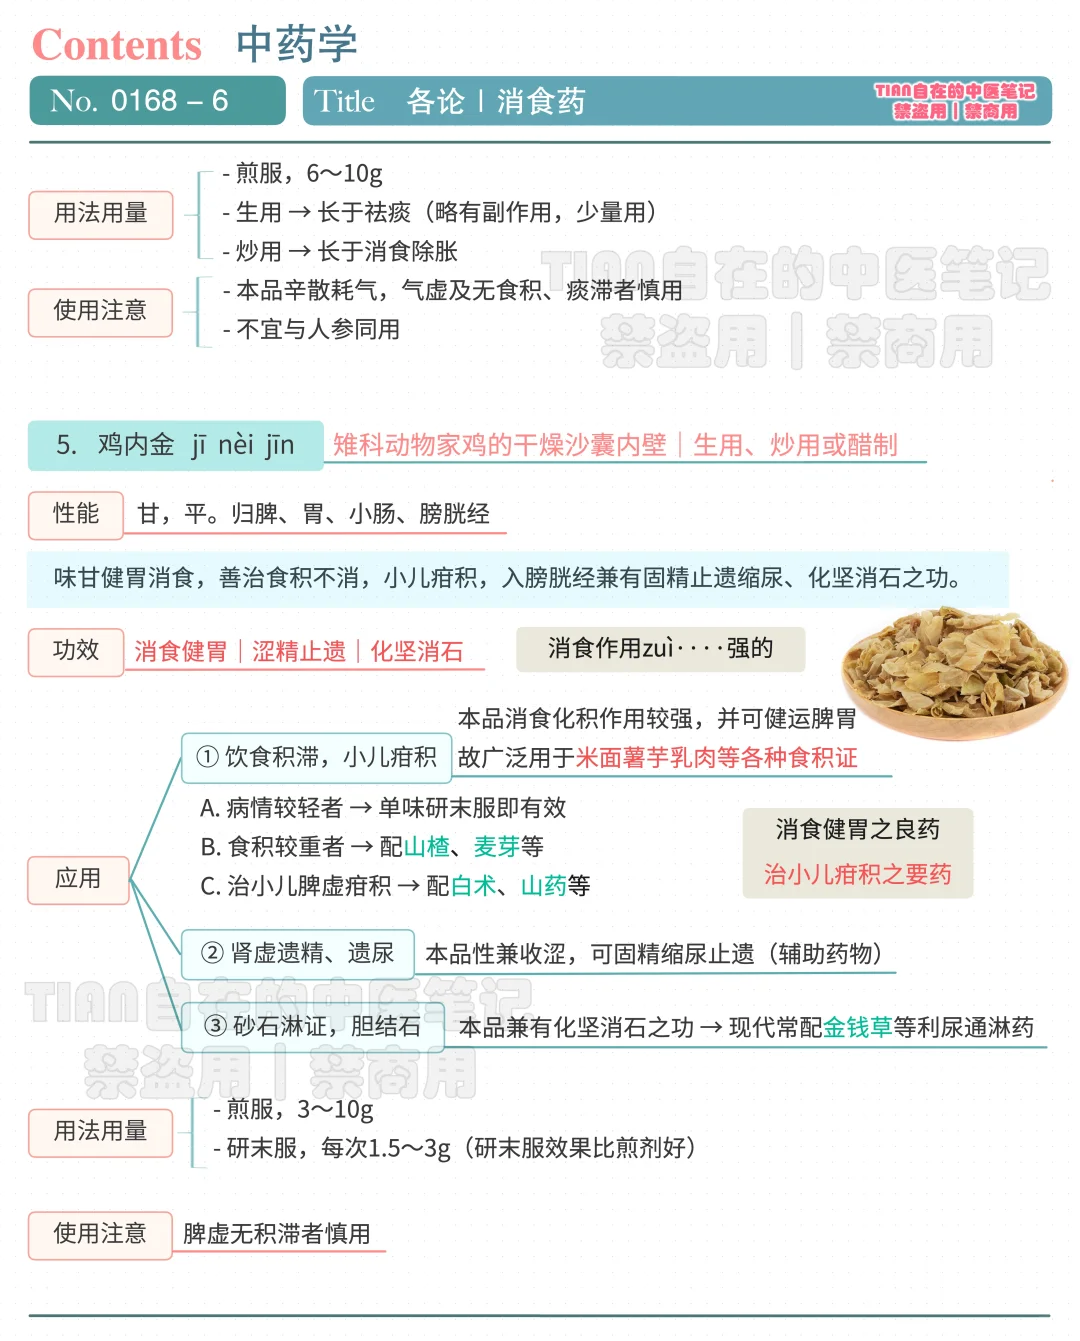 Contents 中药学
No. 0168 – 6
Title 各论 | 消食药
TIAN自在的中医笔记
禁盗用 | 禁商用
用法用量
- 煎服，6～10g
- 生用 → 长于祛痰（略有副作用，少量用）
- 炒用 → 长于消食除胀
使用注意
- 本品辛散耗气，气虚及无食积、痰滞者慎用
- 不宜与人参同用
TIAN自在的中医笔记
禁盗用 | 禁商用
5. 鸡内金 jī nèi jīn 雉科动物家鸡的干燥沙囊内壁｜生用、炒用或醋制
性能 甘，平。归脾、胃、小肠、膀胱经
味甘健胃消食，善治食积不消，小儿疳积，入膀胱经兼有固精止遗缩尿、化坚消石之功。
功效 消食健胃｜涩精止遗｜化坚消石
消食作用zuì····强的
应用
① 饮食积滞，小儿疳积
本品消食化积作用较强，并可健运脾胃
故广泛用于米面薯芋乳肉等各种食积证
A. 病情较轻者 → 单味研末服即有效
B. 食积较重者 → 配山楂、麦芽等
C. 治小儿脾虚疳积 → 配白术、山药等
消食健胃之良药
治小儿疳积之要药
② 肾虚遗精、遗尿 本品性兼收涩，可固精缩尿止遗（辅助药物）
③ 砂石淋证，胆结石 本品兼有化坚消石之功 → 现代常配金钱草等利尿通淋药
TIAN自在的中医笔记
禁盗用 | 禁商用
用法用量
- 煎服，3～10g
- 研末服，每次1.5～3g（研末服效果比煎剂好）
使用注意 脾虚无积滞者慎用